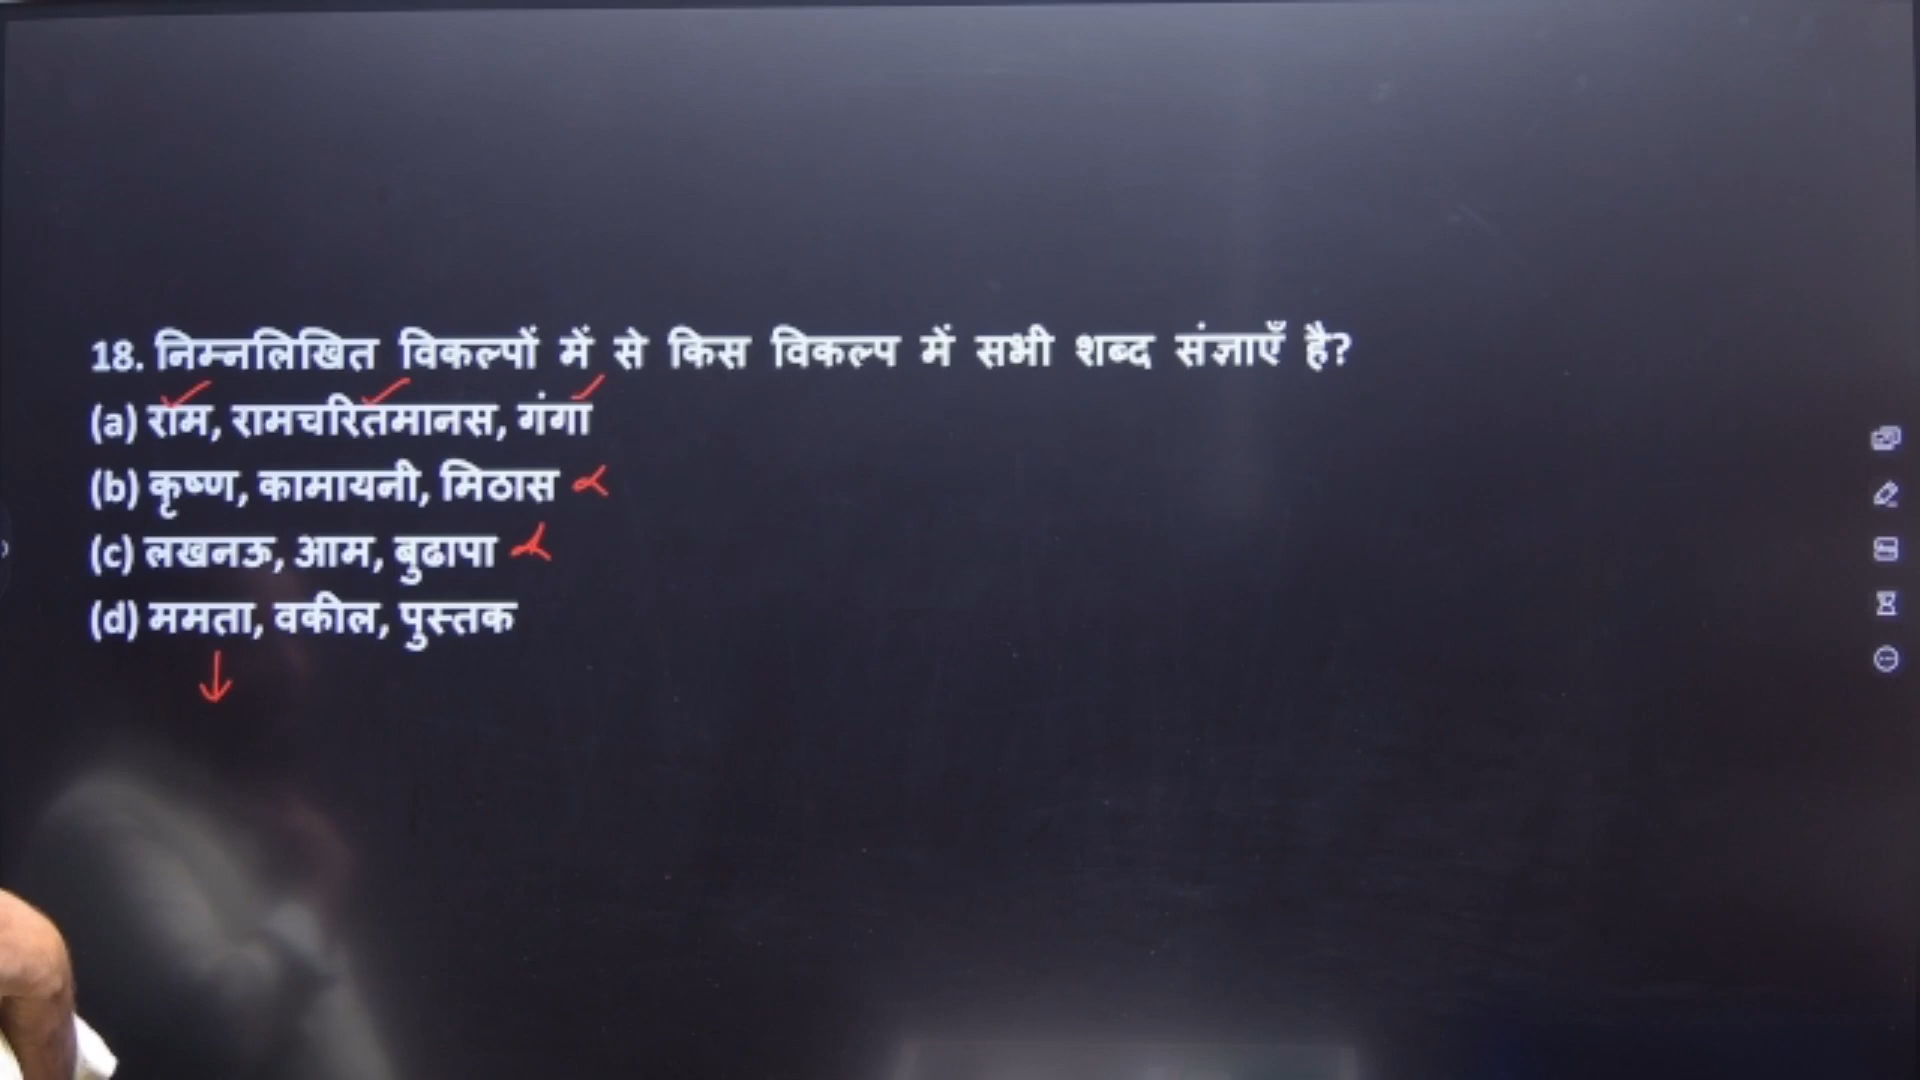 18. निम्नलिखित विकल्पों में से किस विकल्प में सभी शब्द संज्ञाएँ है?
(a) राम, रामचरितमानस, गंगा
(b) कृष्ण, कामायनी, मिठास
(c) लखनऊ, आम, बुढापा
(d) ममता, वकील, पुस्तक